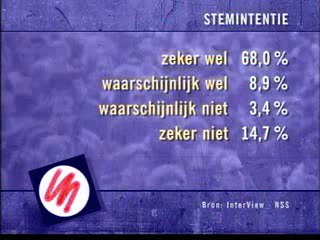 STEMINTENTIE
zeker wel 68,0 %
waarschijnlijk wel 8,9 %
waarschijnlijk niet 3,4 %
zeker niet 14,7 %
Bron: InterView - NSS